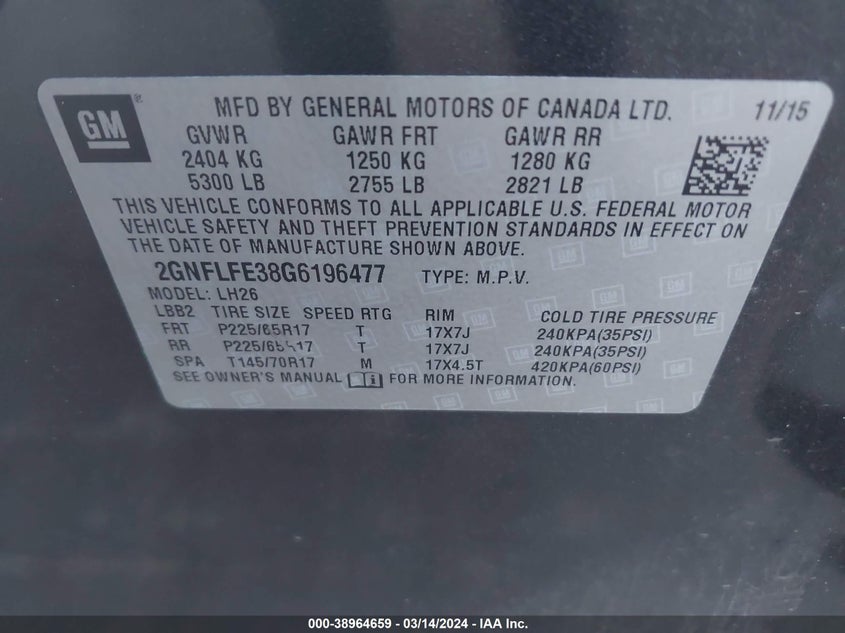 GM ® MFD BY GENERAL MOTORS OF CANADA LTD. 11/15
GVWR GAWR FRT GAWR RR
2404 KG 1250 KG 1280 KG
5300 LB 2755 LB 2821 LB
THIS VEHICLE CONFORMS TO ALL APPLICABLE U.S. FEDERAL MOTOR
VEHICLE SAFETY AND THEFT PREVENTION STANDARDS IN EFFECT ON
THE DATE OF MANUFACTURE SHOWN ABOVE.
2GNFLFE38G6196477 TYPE: M.P.V.
MODEL: LH26
LBB2 TIRE SIZE SPEED RTG RIM COLD TIRE PRESSURE
FRT P225/65R17 T 17X7J 240KPA(35PSI)
RR P225/65R17 T 17X7J 240KPA(35PSI)
SPA T145/70R17 M 17X4.5T 420KPA(60PSI)
SEE OWNER'S MANUAL FOR MORE INFORMATION.
000-38964659 - 03/14/2024 - IAA Inc.